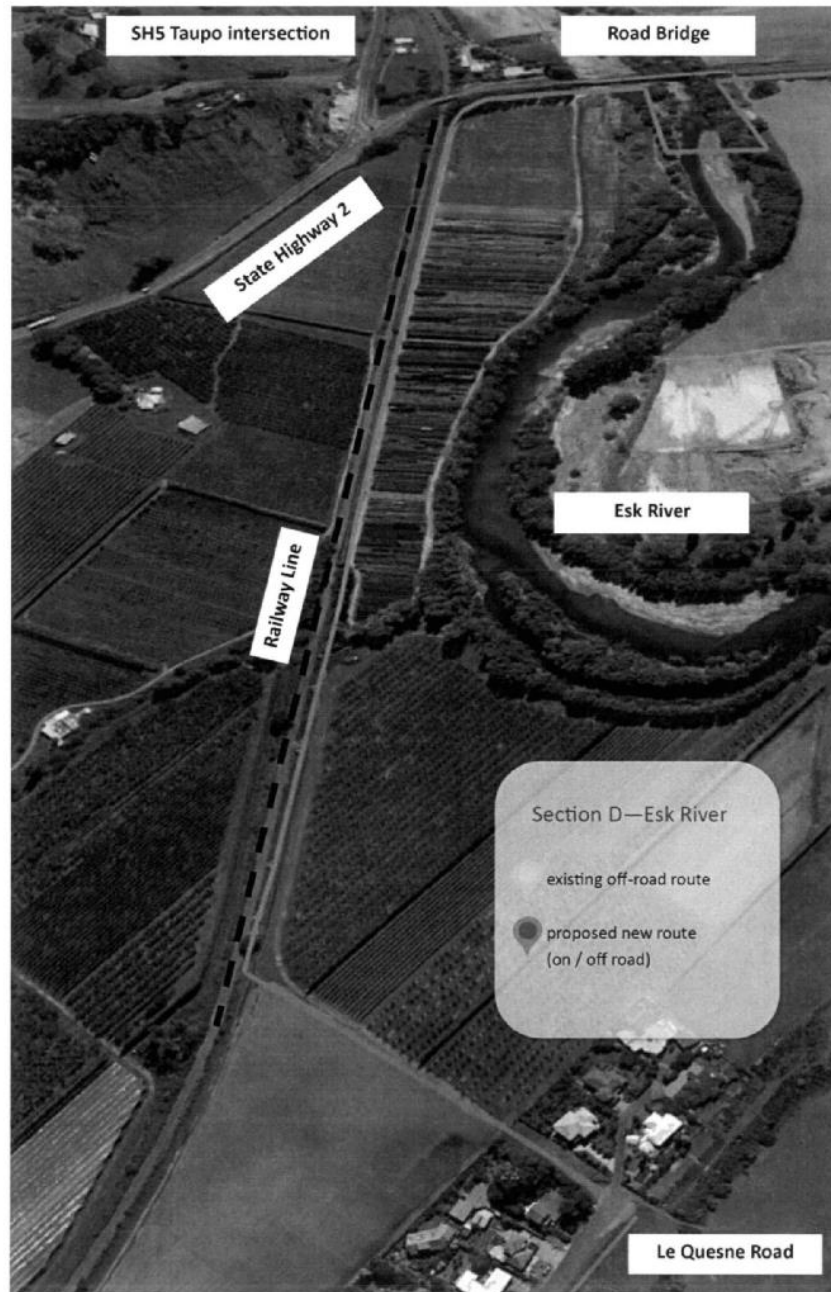 SH5 Taupo intersection
Road Bridge
State Highway 2
Esk River
Railway Line
Section D—Esk River
existing off-road route
proposed new route
(on / off road)
Le Quesne Road